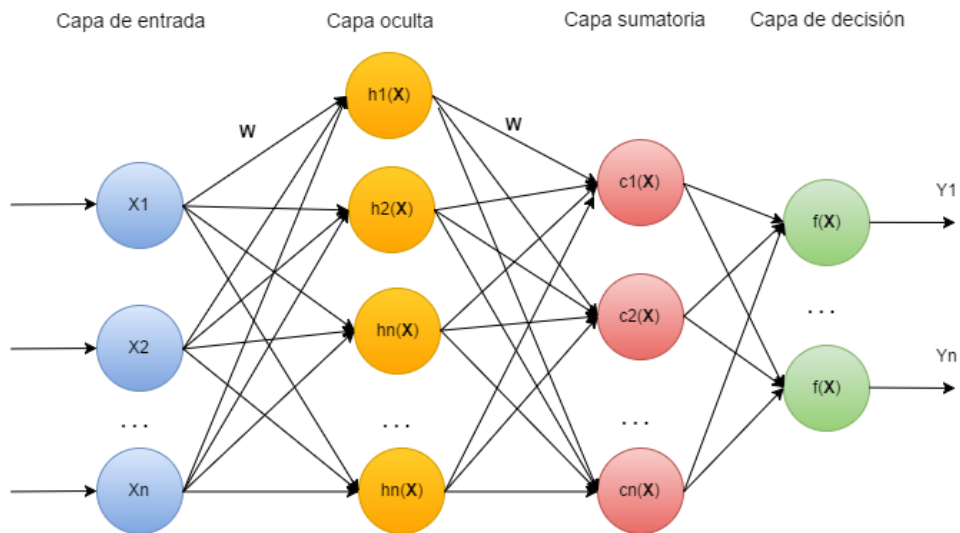 Capa de entrada
Capa oculta
Capa sumatoria
Capa de decisión
W
W
X1
X2
...
Xn
h1(X)
h2(X)
hn(X)
...
hn(X)
c1(X)
c2(X)
...
cn(X)
f(X)
...
f(X)
Y1
Yn